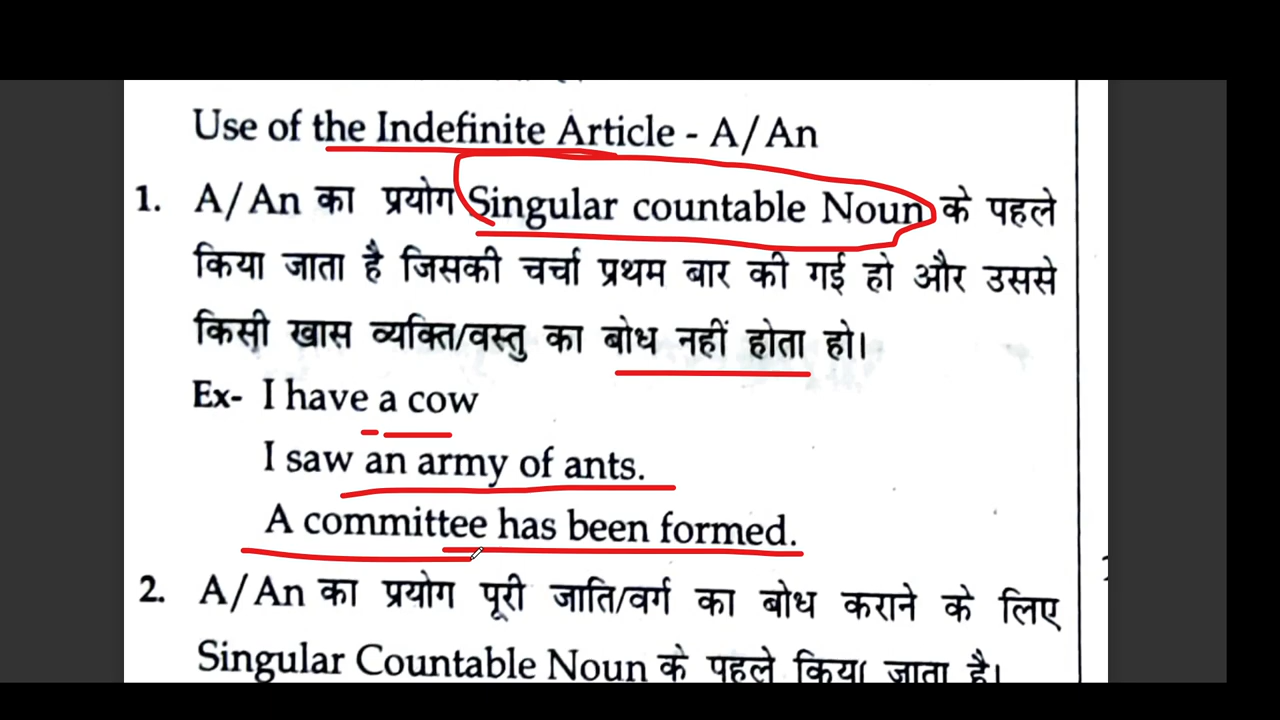 Use of the Indefinite Article - A/An
1. A/An का प्रयोग Singular countable Noun के पहले
किया जाता है जिसकी चर्चा प्रथम बार की गई हो और उससे
किसी खास व्यक्ति/वस्तु का बोध नहीं होता हो।
Ex- I have a cow
I saw an army of ants.
A committee has been formed.
2. A/An का प्रयोग पूरी जाति/वर्ग का बोध कराने के लिए
Singular Countable Noun के पहले किया जाता है।